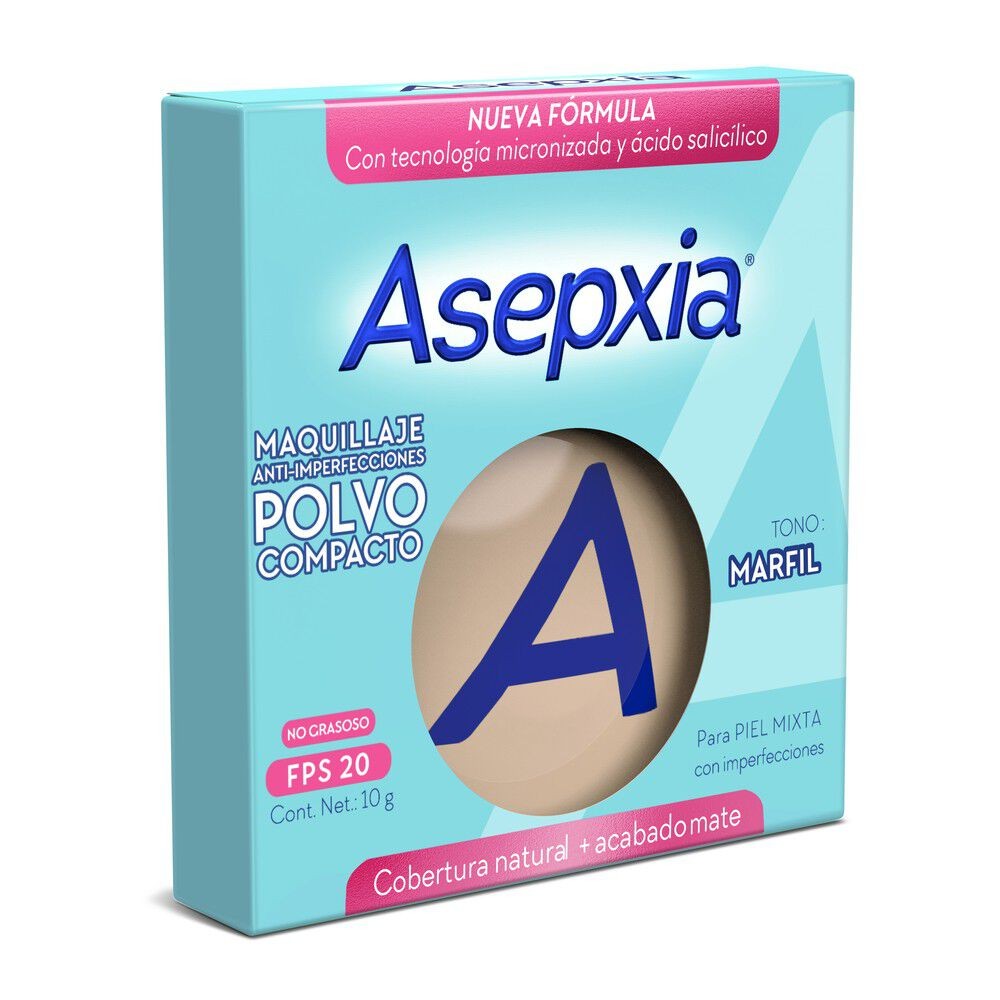 Asepxia
NUEVA FÓRMULA
Con tecnología micronizada y ácido salicílico
Asepxia®
MAQUILLAJE
ANTI-IMPERFECCIONES
POLVO
COMPACTO
A
TONO:
MARFIL
NO GRASOSO
FPS 20
Cont. Net.: 10 g
Para PIEL MIXTA
con imperfecciones
Cobertura natural + acabado mate